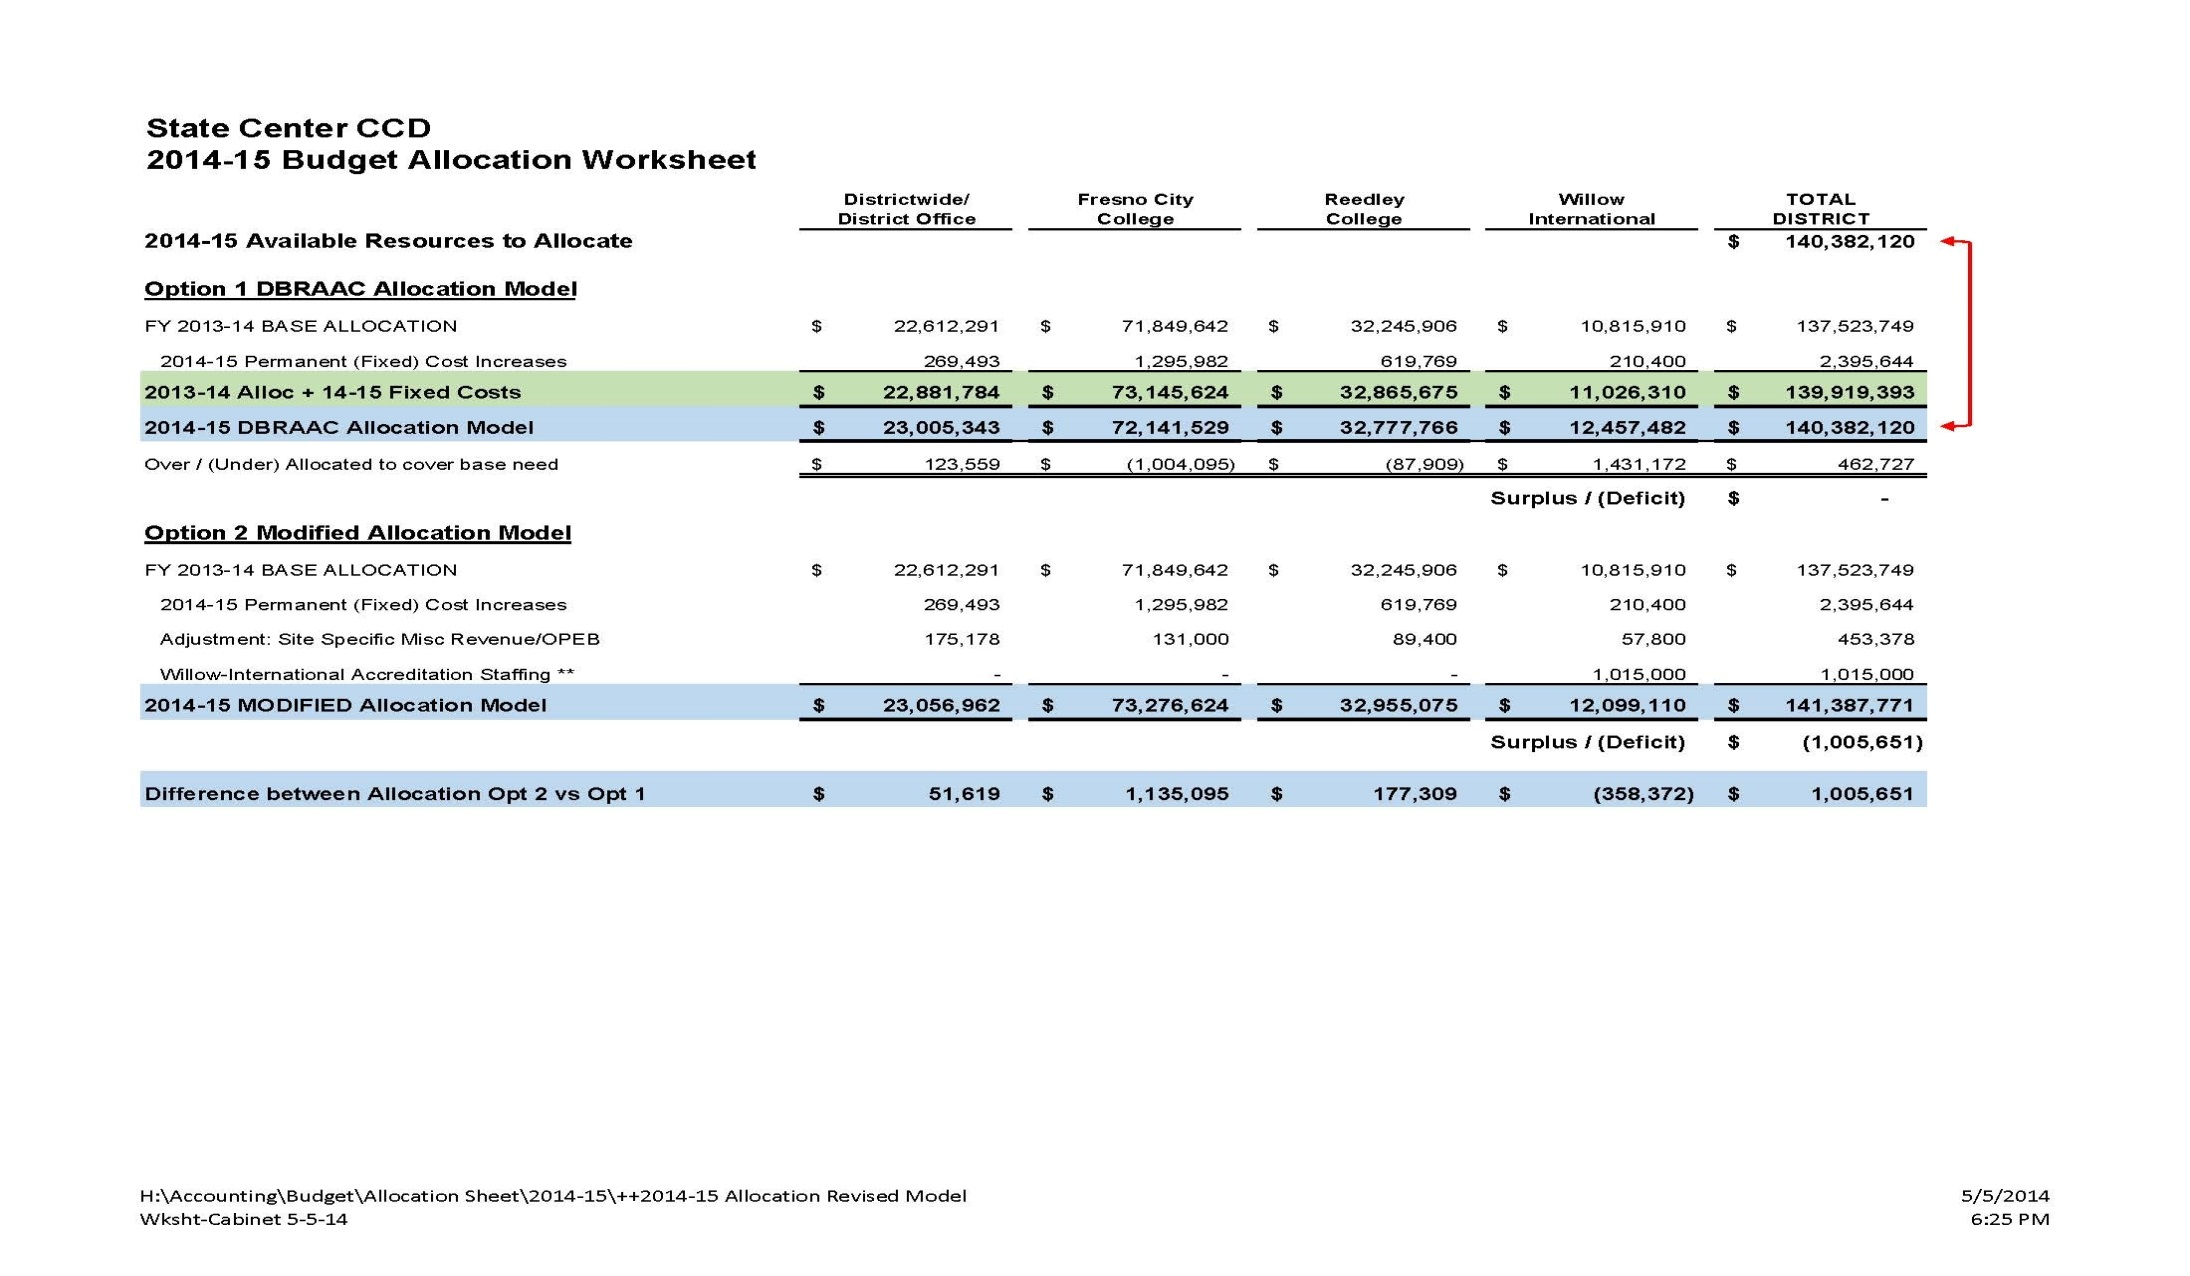 State Center CCD
2014-15 Budget Allocation Worksheet
Districtwide/ Fresno City Reedley Willow TOTAL
District Office College College International DISTRICT
2014-15 Available Resources to Allocate $ 140,382,120
Option 1 DBRAAC Allocation Model
FY 2013-14 BASE ALLOCATION $ 22,612,291 $ 71,849,642 $ 32,245,906 $ 10,815,910 $ 137,523,749
2014-15 Permanent (Fixed) Cost Increases 269,493 1,295,982 619,769 210,400 2,395,644
2013-14 Alloc + 14-15 Fixed Costs $ 22,881,784 $ 73,145,624 $ 32,865,675 $ 11,026,310 $ 139,919,393
2014-15 DBRAAC Allocation Model $ 23,005,343 $ 72,141,529 $ 32,777,766 $ 12,457,482 $ 140,382,120
Over / (Under) Allocated to cover base need $ 123,559 $ (1,004,095) $ (87,909) $ 1,431,172 $ 462,727
Surplus / (Deficit) $ -
Option 2 Modified Allocation Model
FY 2013-14 BASE ALLOCATION $ 22,612,291 $ 71,849,642 $ 32,245,906 $ 10,815,910 $ 137,523,749
2014-15 Permanent (Fixed) Cost Increases 269,493 1,295,982 619,769 210,400 2,395,644
Adjustment: Site Specific Misc Revenue/OPEB 175,178 131,000 89,400 57,800 453,378
Willow-International Accreditation Staffing ** - - - 1,015,000 1,015,000
2014-15 MODIFIED Allocation Model $ 23,056,962 $ 73,276,624 $ 32,955,075 $ 12,099,110 $ 141,387,771
Surplus / (Deficit) $ (1,005,651)
Difference between Allocation Opt 2 vs Opt 1 $ 51,619 $ 1,135,095 $ 177,309 $ (358,372) $ 1,005,651
H:\Accounting\Budget\Allocation Sheet\2014-15\++2014-15 Allocation Revised Model 5/5/2014
Wksht-Cabinet 5-5-14 6:25 PM